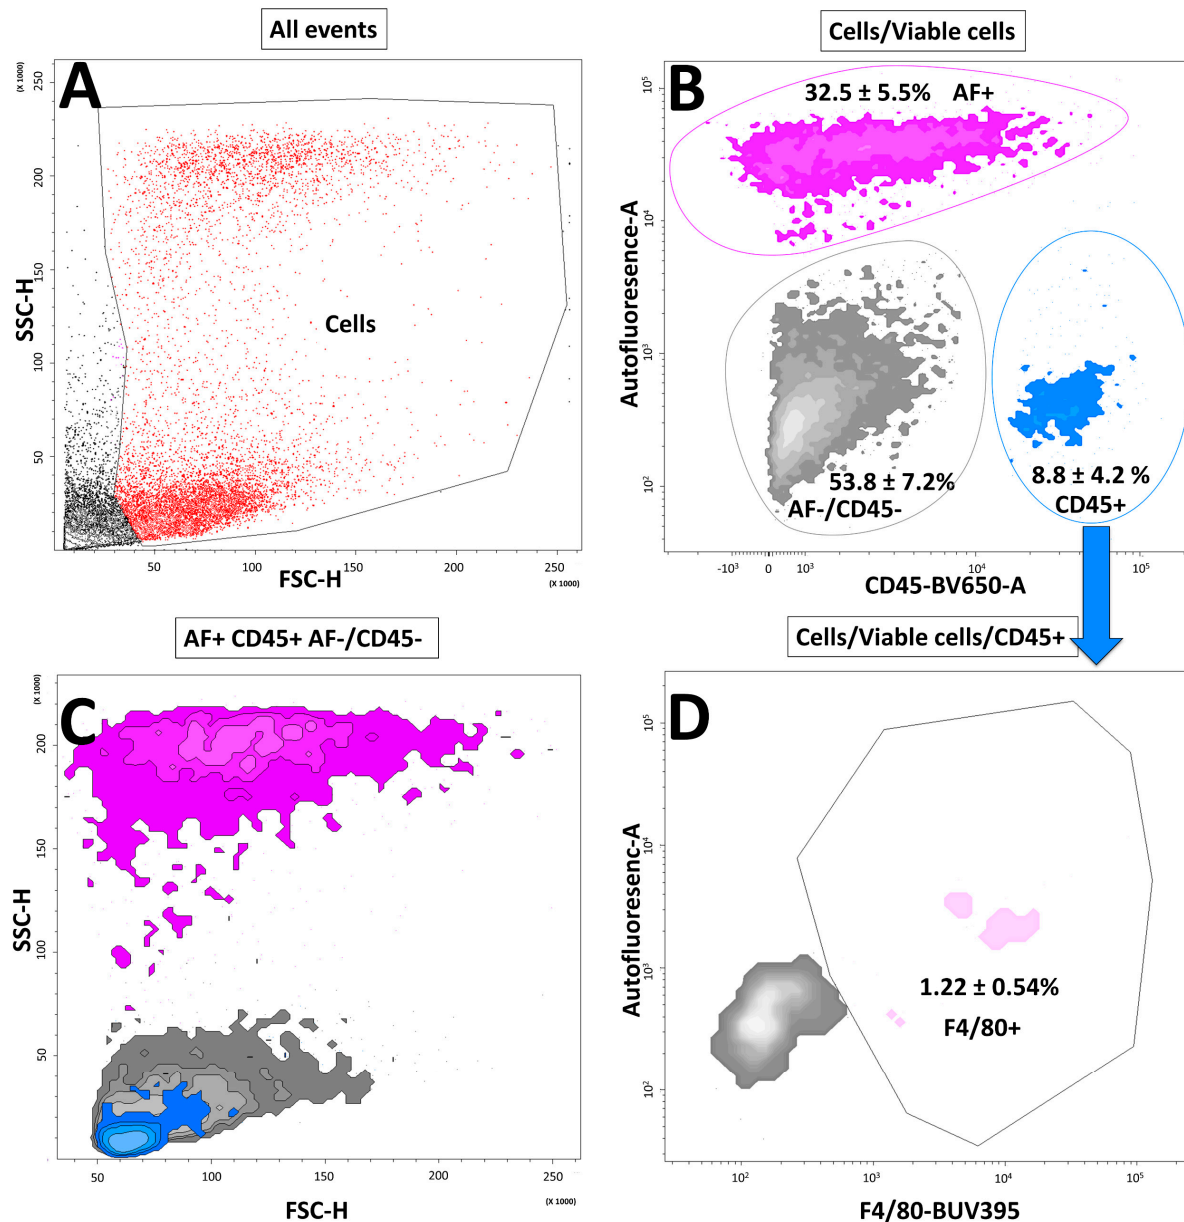 All events
A
(X 1000)
250
200
150
100
50
SSC-H
Cells
50
100
150
200
250
FSC-H
(X 1000)
Cells/Viable cells
B
32.5 ± 5.5% AF+
10⁵
10⁴
10³
10²
Autofluoresence-A
53.8 ± 7.2%
AF-/CD45-
8.8 ± 4.2 %
CD45+
-10³
0
10³
10⁴
10⁵
CD45-BV650-A
AF+ CD45+ AF-/CD45-
C
(X 1000)
200
150
100
50
SSC-H
50
100
150
200
250
FSC-H
(X 1000)
Cells/Viable cells/CD45+
D
10⁵
10⁴
10³
10²
Autofluoresenc-A
1.22 ± 0.54%
F4/80+
10²
10³
10⁴
10⁵
F4/80-BUV395